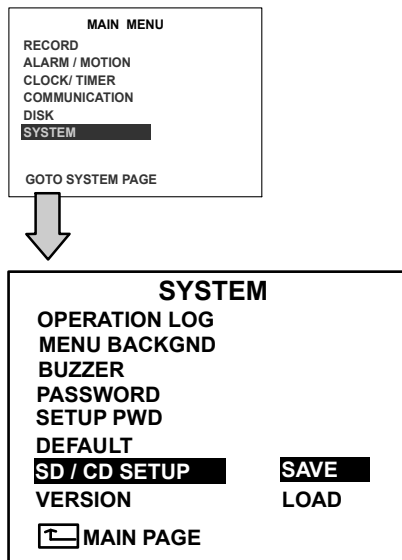 MAIN MENU
RECORD
ALARM / MOTION
CLOCK/ TIMER
COMMUNICATION
DISK
SYSTEM
GOTO SYSTEM PAGE
SYSTEM
OPERATION LOG
MENU BACKGND
BUZZER
PASSWORD
SETUP PWD
DEFAULT
SD / CD SETUP SAVE
VERSION LOAD
MAIN PAGE